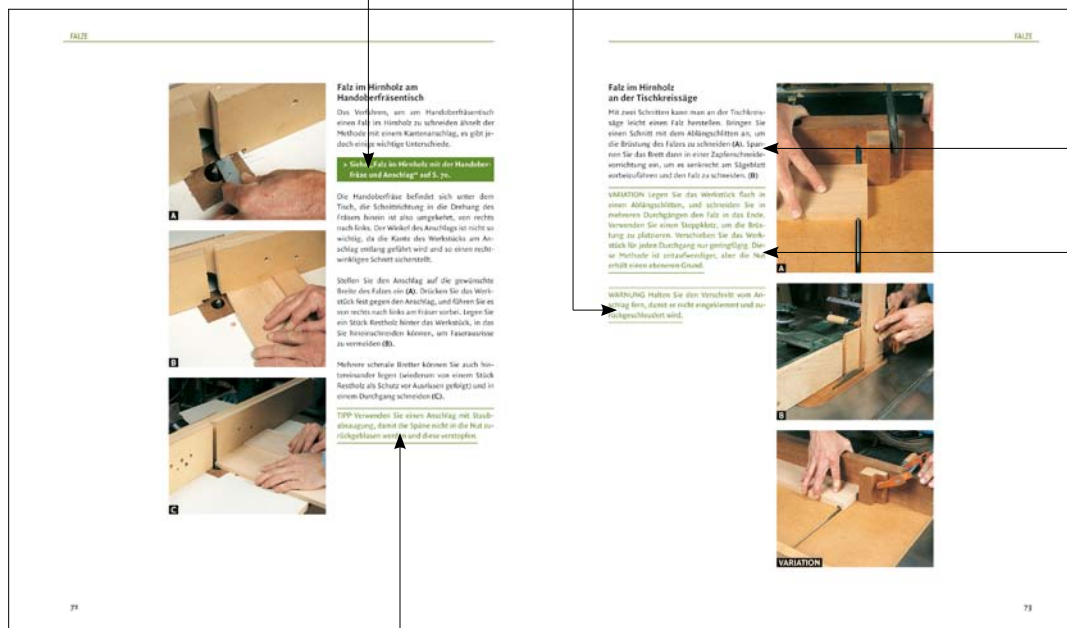 FALZE
A
B
C
Falz im Hirnholz am
Handoberfräsentisch
Das Verfahren, um am Handoberfräsentisch
einen Falz im Hirnholz zu schneiden ähnelt der
Methode mit einem Kantenanschlag, es gibt je-
doch einige wichtige Unterschiede.
> Siehe „Falz im Hirnholz mit der Handober-
fräse und Anschlag“ auf S. 70.
Die Handoberfräse befindet sich unter dem
Tisch, die Schnittrichtung in die Drehung des
Fräsers hinein ist also umgekehrt, von rechts
nach links. Der Winkel des Anschlags ist nicht so
wichtig, da die Kante des Werkstücks am An-
schlag entlang geführt wird und so einen recht-
winkligen Schnitt sicherstellt.
Stellen Sie den Anschlag auf die gewünschte
Breite des Falzes ein (A). Drücken Sie das Werk-
stück fest gegen den Anschlag, und führen Sie es
von rechts nach links am Fräser vorbei. Legen Sie
ein Stück Restholz hinter das Werkstück, in das
Sie hineinschneiden können, um Faserausrisse
zu vermeiden (B).
Mehrere schmale Bretter können Sie auch hin-
tereinander legen (wiederum von einem Stück
Restholz als Schutz vor Ausrissen gefolgt) und in
einem Durchgang schneiden (C).
TIPP Verwenden Sie einen Anschlag mit Staub-
absaugung, damit die Späne nicht in die Nut zu-
rückgeblasen werden und diese verstopfen.
72
FALZE
Falz im Hirnholz
an der Tischkreissäge
Mit zwei Schnitten kann man an der Tischkreis-
säge leicht einen Falz herstellen. Bringen Sie
einen Schnitt mit dem Ablängschlitten an, um
die Brüstung des Falzes zu schneiden (A). Span-
nen Sie das Brett dann in einer Zapfenschneide-
vorrichtung ein, um es senkrecht am Sägeblatt
vorbeizuführen und den Falz zu schneiden. (B)
VARIATION Legen Sie das Werkstück flach in
einen Ablängschlitten, und schneiden Sie in
mehreren Durchgängen den Falz in das Ende.
Verwenden Sie einen Stoppklotz, um die Brüs-
tung zu platzieren. Verschieben Sie das Werk-
stück für jeden Durchgang nur geringfügig. Die-
se Methode ist zeitaufwendiger, aber die Nut
erhält einen ebeneren Grund.
WARNUNG Halten Sie den Verschnitt vom An-
schlag fern, damit er nicht eingeklemmt und zu-
rückgeschleudert wird.
A
B
VARIATION
73